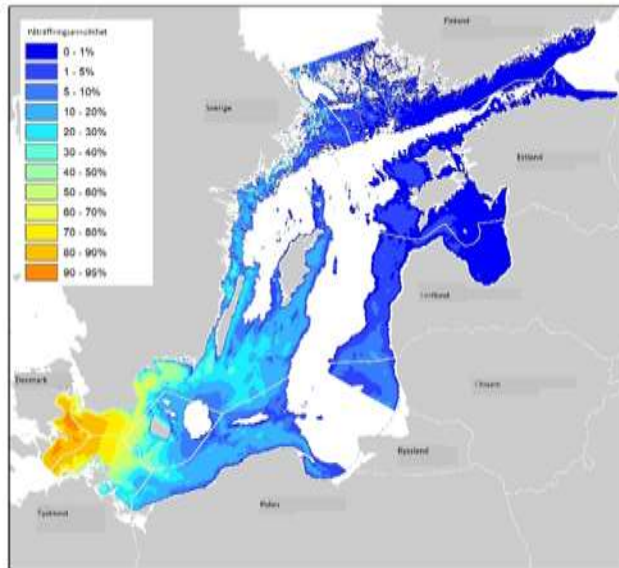 Påträffningssannolikhet
0 - 1%
1 - 5%
5 - 10%
10 - 20%
20 - 30%
30 - 40%
40 - 50%
50 - 60%
60 - 70%
70 - 80%
80 - 90%
90 - 95%
Finland
Sverige
Estland
Lettland
Danmark
Litauen
Ryssland
Tyskland
Polen